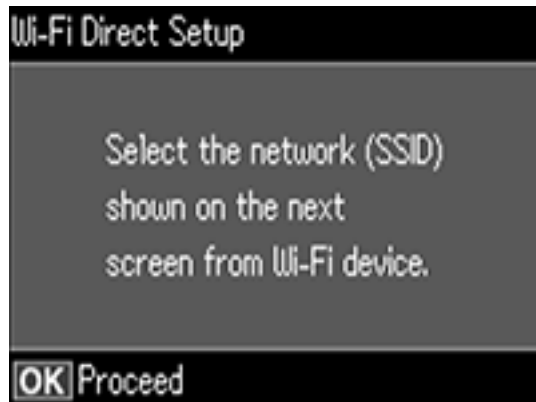 Wi-Fi Direct Setup
Select the network (SSID)
shown on the next
screen from Wi-Fi device.
OK Proceed